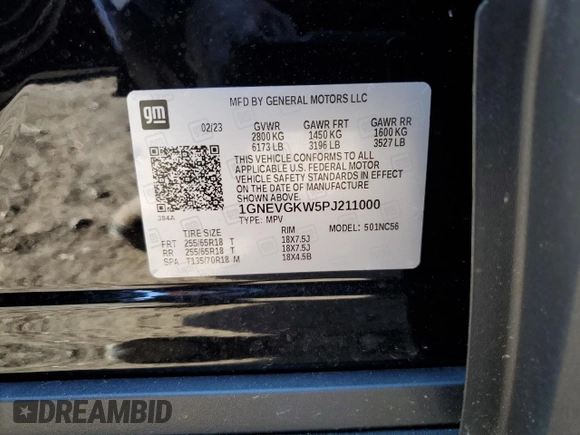 gm
MFD BY GENERAL MOTORS LLC
02/23 GVWR GAWR FRT GAWR RR
2800 KG 1450 KG 1600 KG
6173 LB 3196 LB 3527 LB
THIS VEHICLE CONFORMS TO ALL
APPLICABLE U.S. FEDERAL MOTOR
VEHICLE SAFETY STANDARDS IN EFFECT
ON THE DATE OF MANUFACTURE
SHOWN ABOVE.
3B4A
1GNEVGKW5PJ211000
TYPE: MPV MODEL: 501NC56
TIRE SIZE RIM
FRT 255/65R18 T 18X7.5J
RR 255/65R18 T 18X7.5J
SPA T135/70R18 M 18X4.5B
DREAMBID